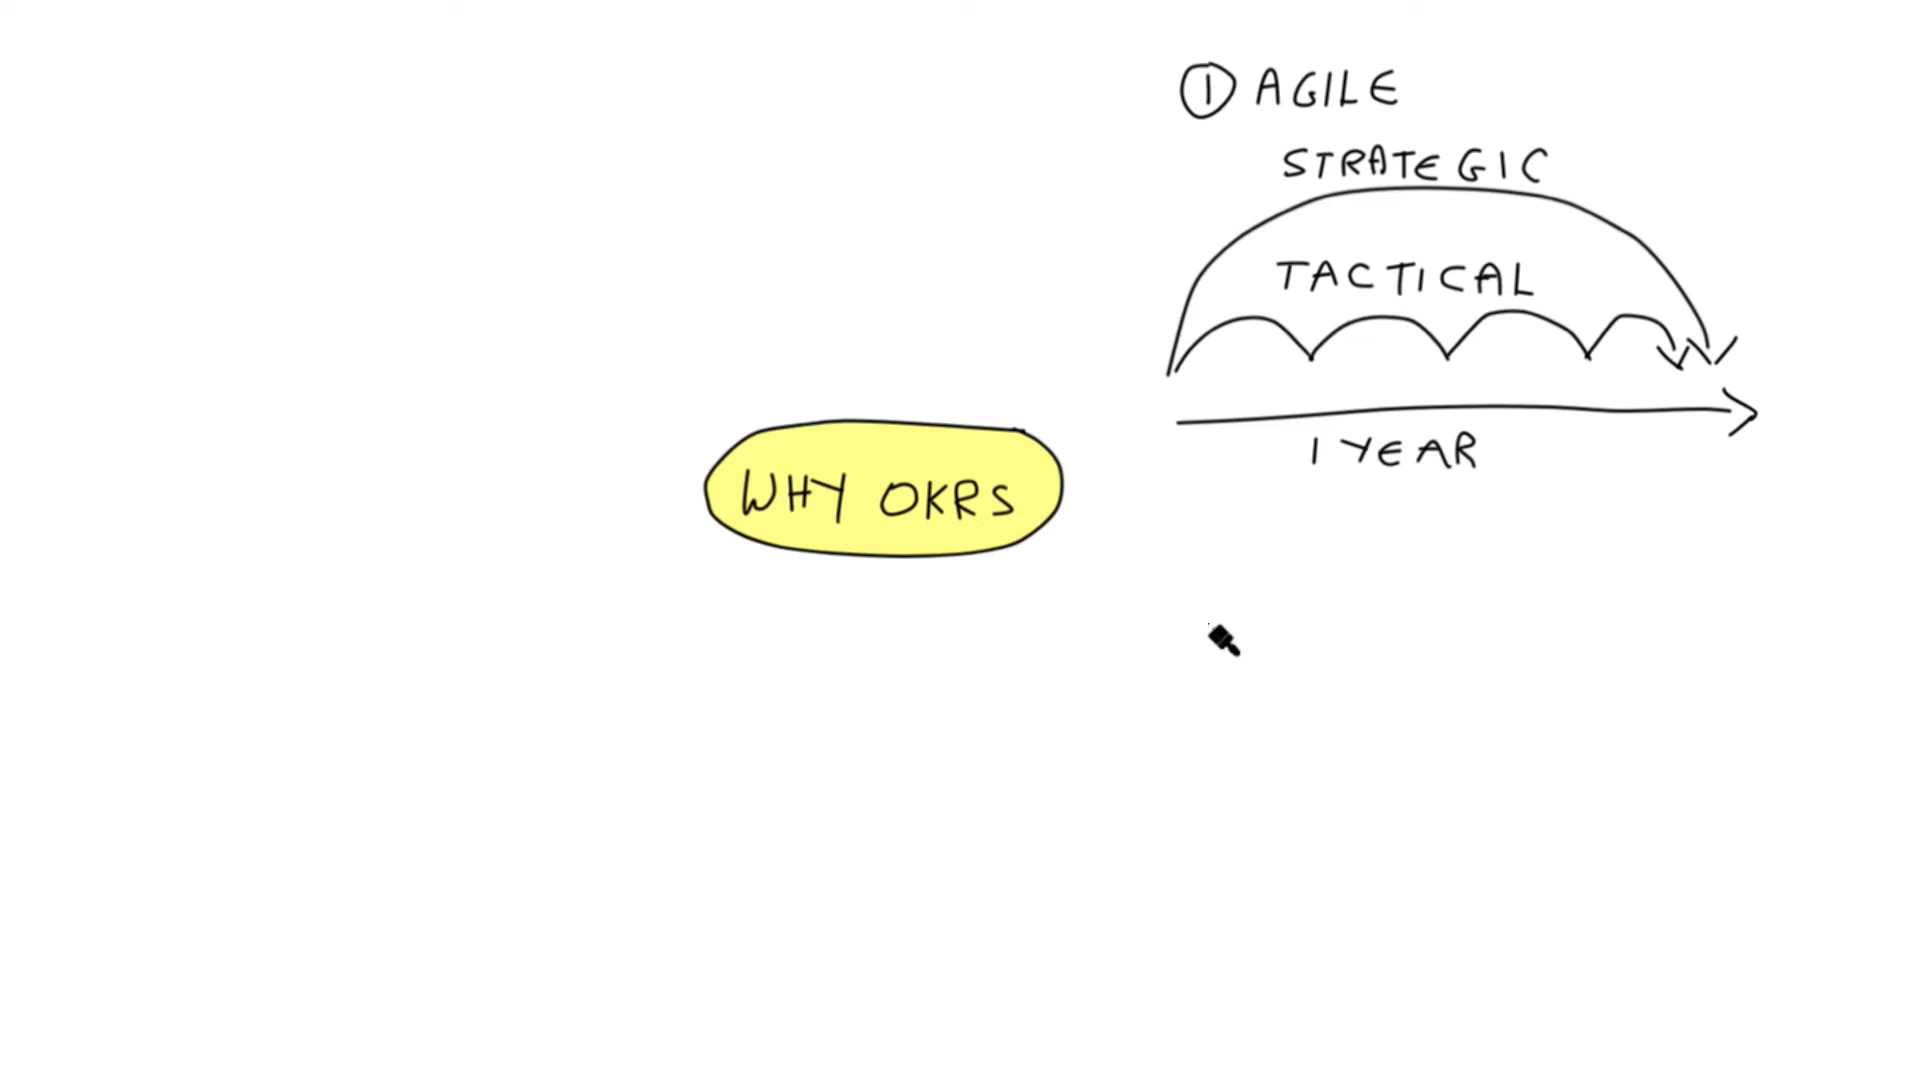 ① AGILE
STRATEGIC
TACTICAL
1 YEAR
WHY OKRS